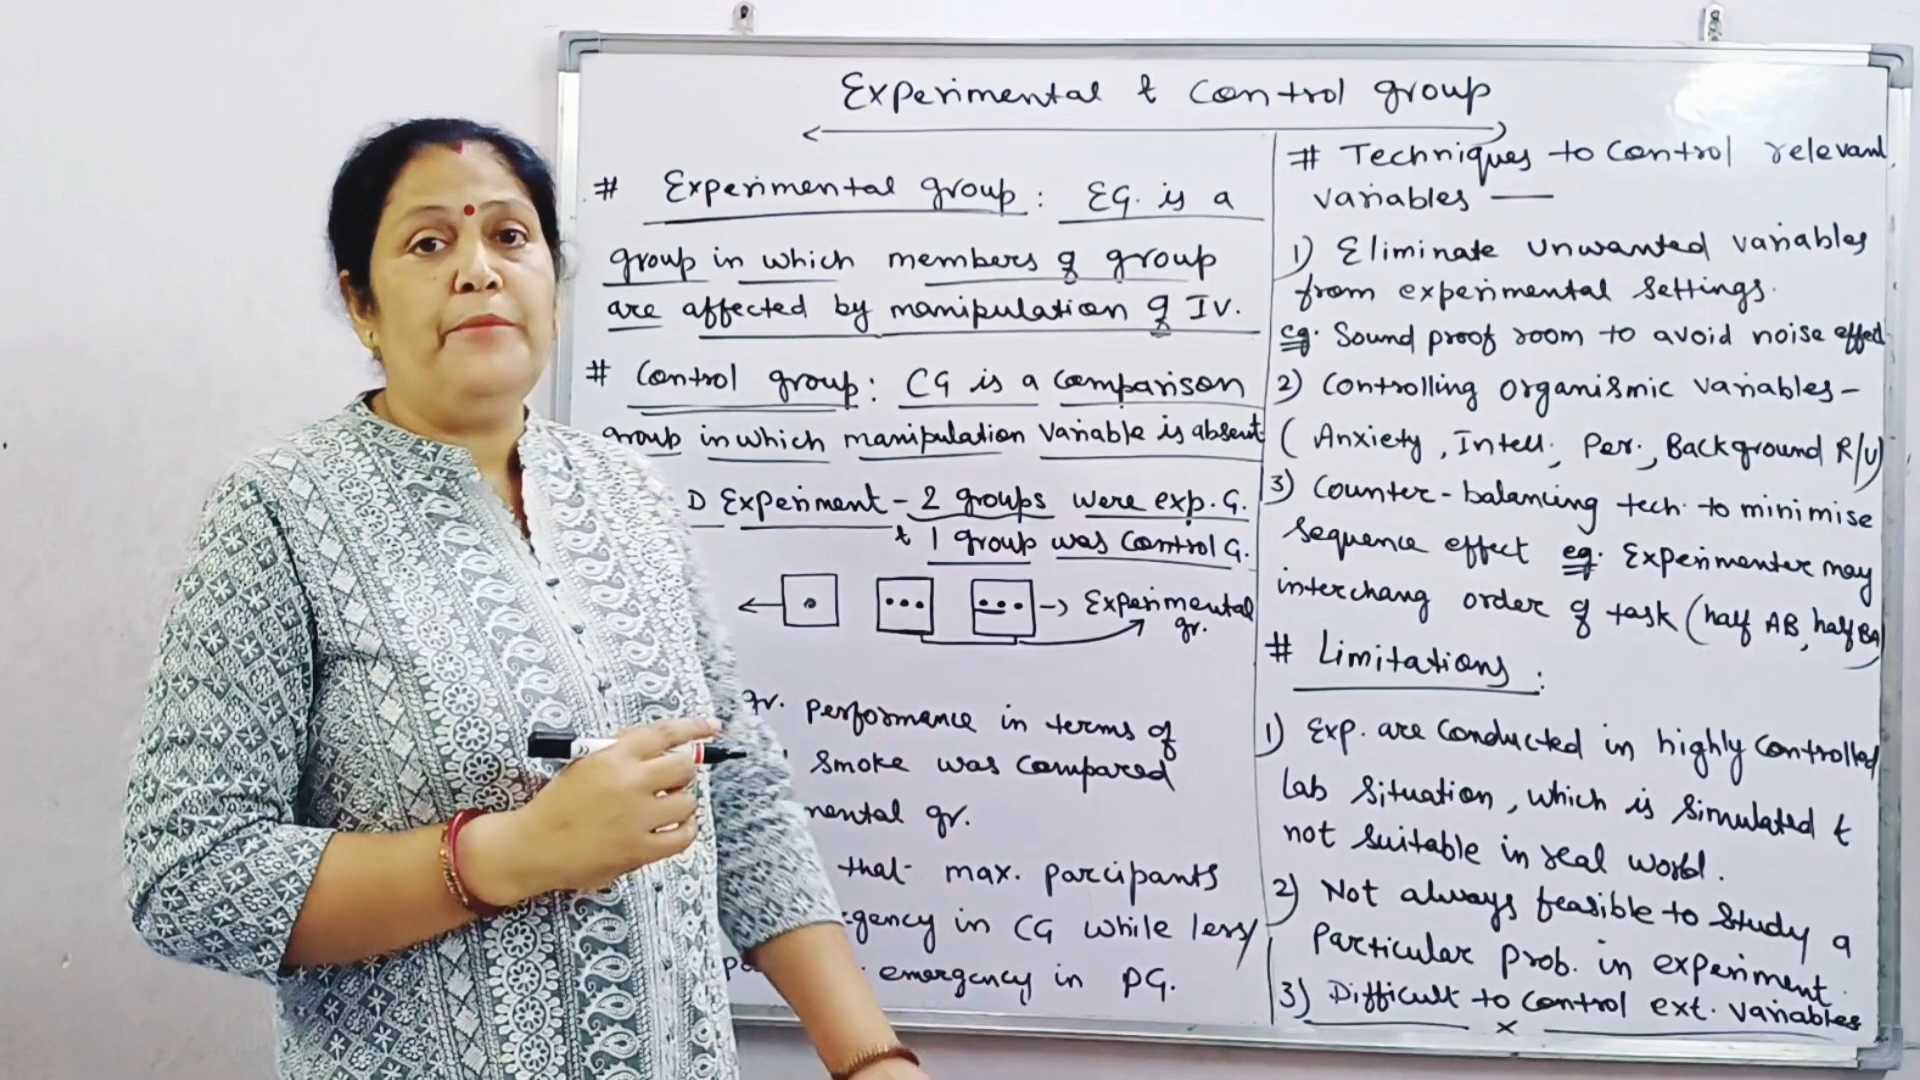 Experimental & Control group
# Experimental group : EG. is a
group in which members of group
are affected by manipulation of IV.
# Control group : CG is a comparison
group in which manipulation variable is absent
D Experiment - 2 groups were exp. G.
& 1 group was Control G.
Experimental
gr.
gr. performance in terms of
smoke was compared
mental gr.
that max. parcipants
gency in CG while less
emergency in PG.
# Techniques to Control relevant
variables —
1) Eliminate unwanted variables
from experimental settings.
eg. Sound proof room to avoid noise effect
2) Controlling organismic variables -
(Anxiety, Intell., Per., Background R/U)
3) Counter-balancing tech. to minimise
sequence effect eg. Experimenter may
interchang order of task (half AB, half BA)
# Limitations :
1) Exp. are conducted in highly controlled
Lab situation, which is simulated &
not suitable in real world.
2) Not always feasible to study a
particular prob. in experiment.
3) Difficult to control ext. variables
x